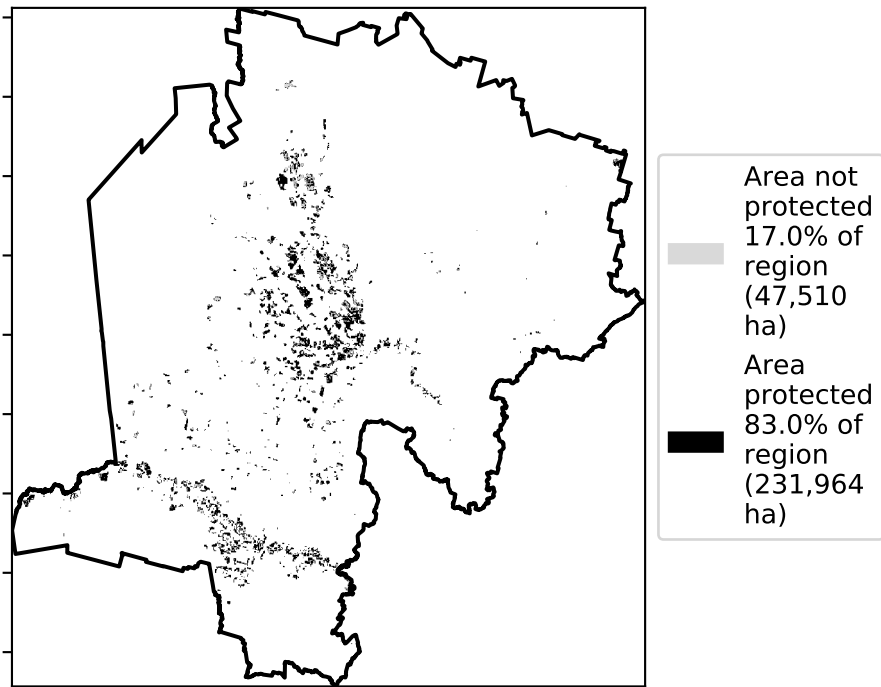 Area not
protected
17.0% of
region
(47,510
ha)
Area
protected
83.0% of
region
(231,964
ha)